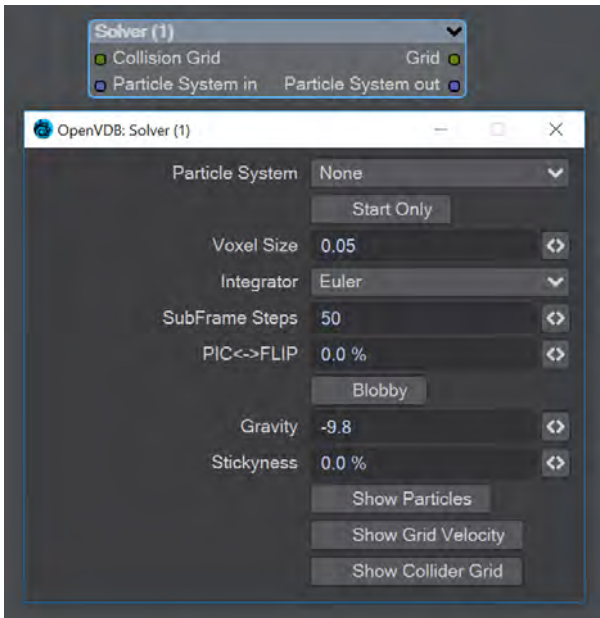 Solver (1)
Collision Grid Grid
Particle System in Particle System out
OpenVDB: Solver (1)
Particle System None
Start Only
Voxel Size 0.05
Integrator Euler
SubFrame Steps 50
PIC<->FLIP 0.0 %
Blobby
Gravity -9.8
Stickyness 0.0 %
Show Particles
Show Grid Velocity
Show Collider Grid